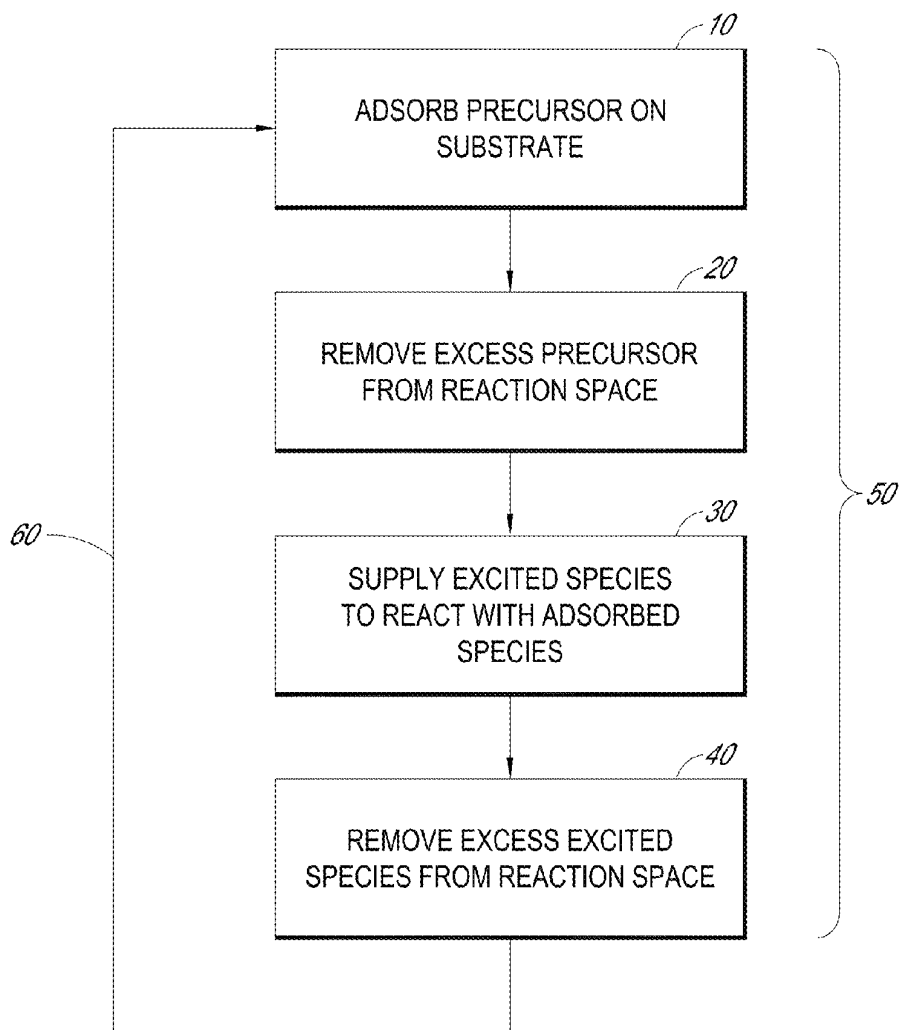 10
ADSORB PRECURSOR ON
SUBSTRATE
20
REMOVE EXCESS PRECURSOR
FROM REACTION SPACE
50
60
30
SUPPLY EXCITED SPECIES
TO REACT WITH ADSORBED
SPECIES
40
REMOVE EXCESS EXCITED
SPECIES FROM REACTION SPACE